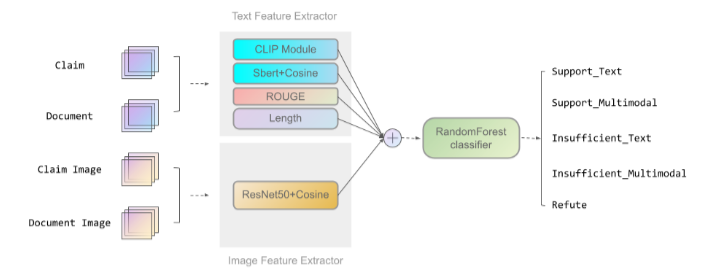 Text Feature Extractor
Claim
Document
CLIP Module
Sbert+Cosine
ROUGE
Length
Claim Image
Document Image
ResNet50+Cosine
Image Feature Extractor
RandomForest
classifier
Support_Text
Support_Multimodal
Insufficient_Text
Insufficient_Multimodal
Refute